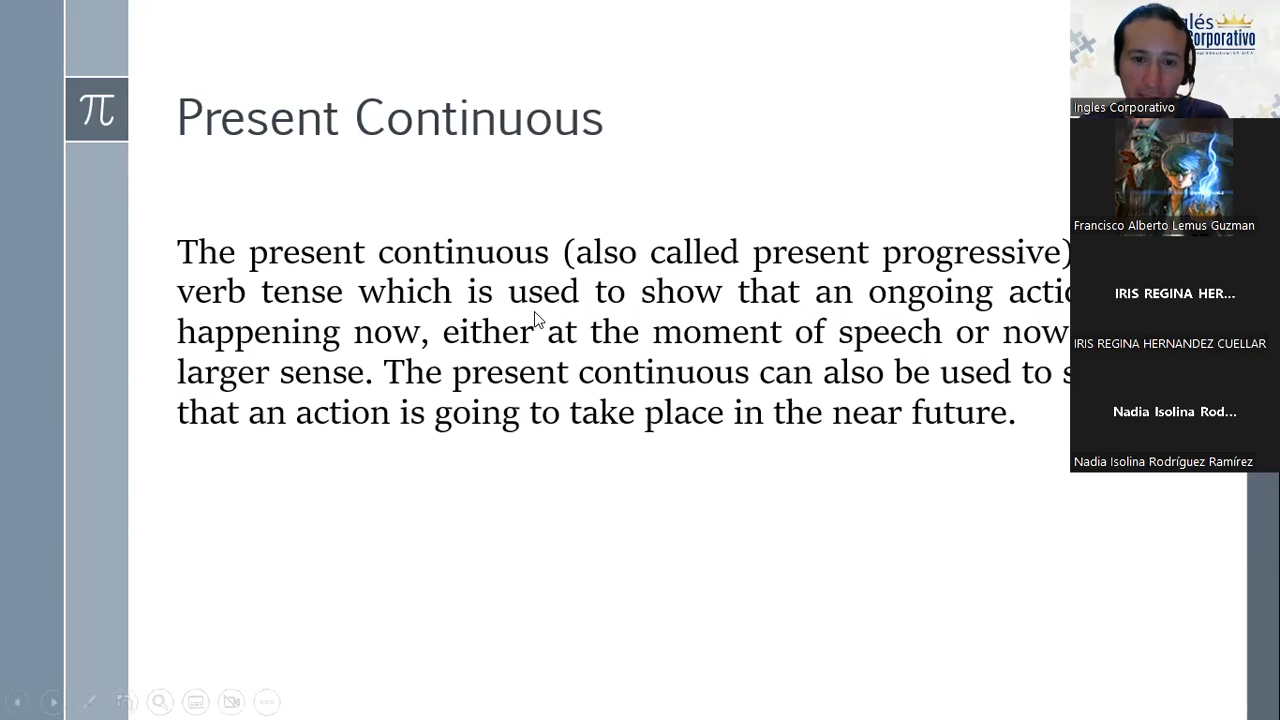 π
Present Continuous
The present continuous (also called present progressive)
verb tense which is used to show that an ongoing
happening now, either at the moment of speech or now
larger sense. The present continuous can also be used to
that an action is going to take place in the near future.
Corporativo
Ingles Corporativo
Francisco Alberto Lemus Guzman
IRIS REGINA HER...
IRIS REGINA HERNANDEZ CUELLAR
Nadia Isolina Rod...
Nadia Isolina Rodríguez Ramírez